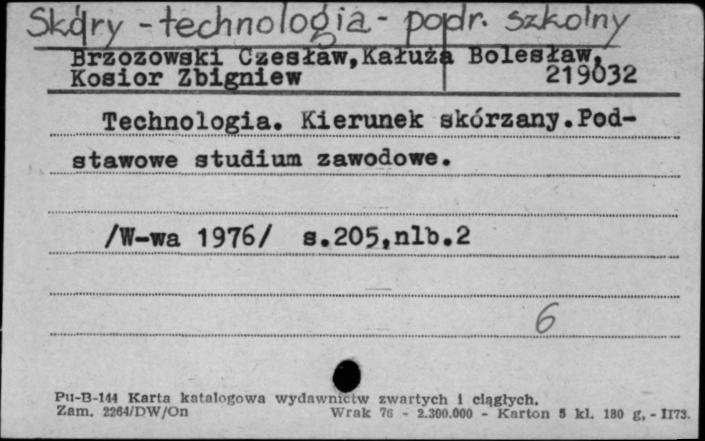 Skóry - technologia - podr. szkolny
Brzozowski Czesław, Kałuża Bolesław,
Kosior Zbigniew 219032
Technologia. Kierunek skórzany. Pod-
stawowe studium zawodowe.
/W-wa 1976/ s.205,nlb.2
6
Pu-B-144 Karta katalogowa wydawnictw zwartych i ciągłych.
Zam. 2264/DW/On Wrak 76 - 2.300.000 - Karton 5 kl. 180 g. - II73.